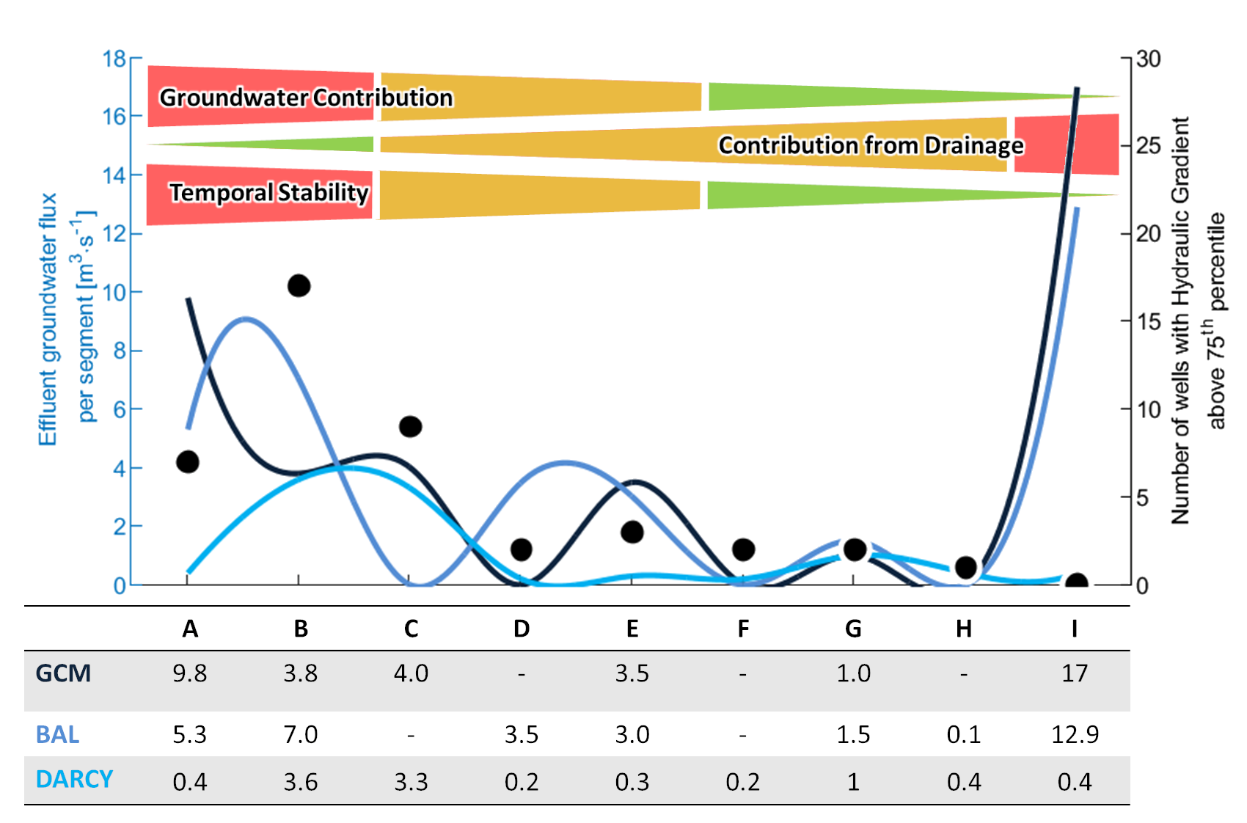 18
16
14
12
10
8
6
4
2
0
Effluent groundwater flux
per segment [m³·s⁻¹]
Groundwater Contribution
Contribution from Drainage
Temporal Stability
30
25
20
15
10
5
0
Number of wells with Hydraulic Gradient
above 75th percentile
A B C D E F G H I
GCM 9.8 3.8 4.0 - 3.5 - 1.0 - 17
BAL 5.3 7.0 - 3.5 3.0 - 1.5 0.1 12.9
DARCY 0.4 3.6 3.3 0.2 0.3 0.2 1 0.4 0.4